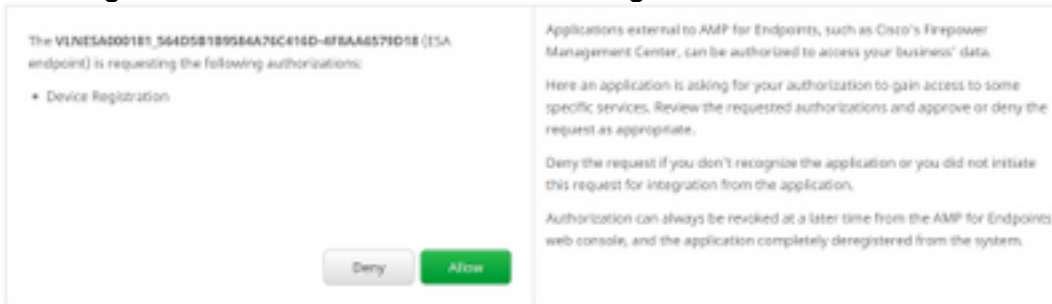 The VLNESA000181_564D5B1B9584A76C416D-4F8AA6579D18 (ESA
endpoint) is requesting the following authorizations:
• Device Registration
Deny
Allow
Applications external to AMP for Endpoints, such as Cisco's Firepower
Management Center, can be authorized to access your business' data.
Here an application is asking for your authorization to gain access to some
specific services. Review the requested authorizations and approve or deny the
request as appropriate.
Deny the request if you don't recognize the application or you did not initiate
this request for integration from the application.
Authorization can always be revoked at a later time from the AMP for Endpoints
web console, and the application completely deregistered from the system.